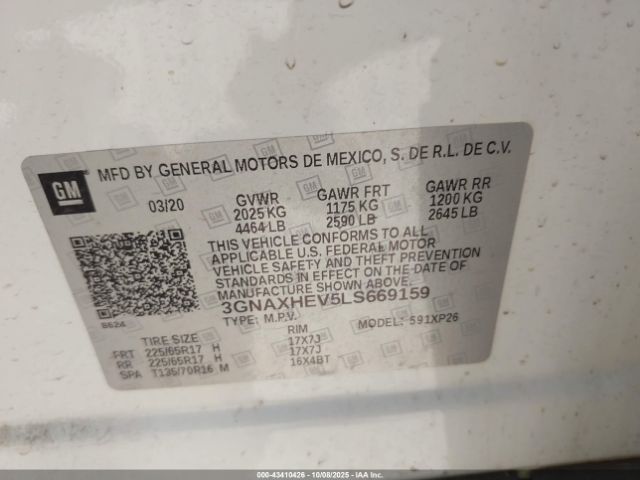 MFD BY GENERAL MOTORS DE MEXICO, S. DE R.L. DE C.V.
GM
03/20 GVWR GAWR FRT GAWR RR
2025 KG 1175 KG 1200 KG
4464 LB 2590 LB 2645 LB
THIS VEHICLE CONFORMS TO ALL
APPLICABLE U.S. FEDERAL MOTOR
VEHICLE SAFETY AND THEFT PREVENTION
STANDARDS IN EFFECT ON THE DATE OF
MANUFACTURE SHOWN ABOVE.
3GNAXHEV5LS669159
8624
TYPE: M.P.V. MODEL: 591XP26
TIRE SIZE RIM
FRT 225/65R17 H 17X7J
RR 225/65R17 H 17X7J
SPA T135/70R16 M 16X4BT
000-43410426 - 10/08/2025 - IAAI, Inc.